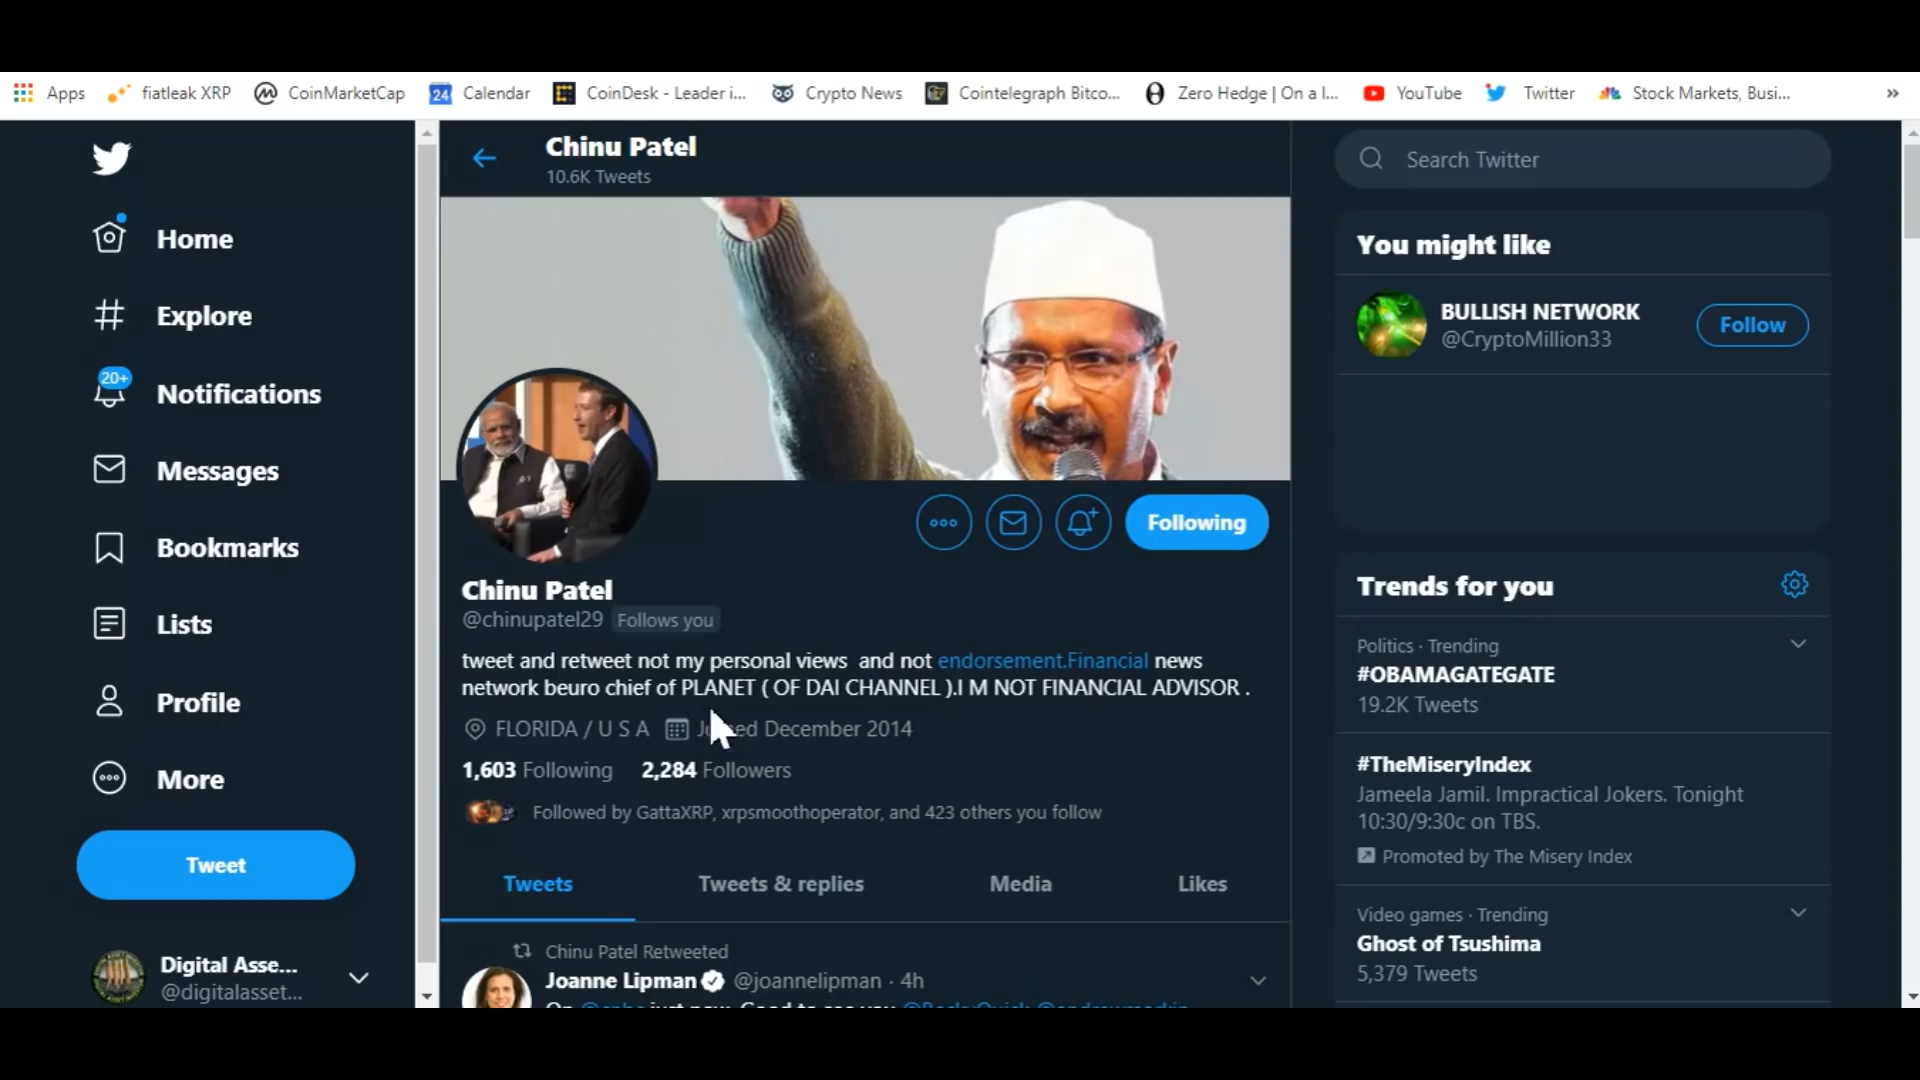 Apps
fiatleak XRP
CoinMarketCap
24
Calendar
CoinDesk - Leader i...
Crypto News
Cointelegraph Bitco...
Zero Hedge | On a l...
YouTube
Twitter
Stock Markets, Busi...
»
Home
Explore
20+
Notifications
Messages
Bookmarks
Lists
Profile
More
Tweet
Digital Asse...
@digitalasset...
Chinu Patel
10.6K Tweets
Following
Chinu Patel
@chinupatel29 Follows you
tweet and retweet not my personal views and not endorsement.Financial news
network beuro chief of PLANET ( OF DAI CHANNEL ).I M NOT FINANCIAL ADVISOR .
FLORIDA / U S A December 2014
1,603 Following 2,284 Followers
Followed by GattaXRP, xrpsmoothoperator, and 423 others you follow
Tweets
Tweets & replies
Media
Likes
Chinu Patel Retweeted
Joanne Lipman @joannelipman · 4h
Search Twitter
You might like
BULLISH NETWORK
@CryptoMillion33
Follow
Trends for you
Politics · Trending
#OBAMAGATEGATE
19.2K Tweets
#TheMiseryIndex
Jameela Jamil. Impractical Jokers. Tonight
10:30/9:30c on TBS.
Promoted by The Misery Index
Video games · Trending
Ghost of Tsushima
5,379 Tweets